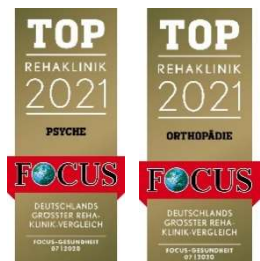 TOP
REHAKLINIK
2021
PSYCHE
FOCUS
DEUTSCHLANDS
GRÖSSTER REHA-
KLINIK-VERGLEICH
FOCUS-GESUNDHEIT
07 | 2020
TOP
REHAKLINIK
2021
ORTHOPÄDIE
FOCUS
DEUTSCHLANDS
GRÖSSTER REHA-
KLINIK-VERGLEICH
FOCUS-GESUNDHEIT
07 | 2020